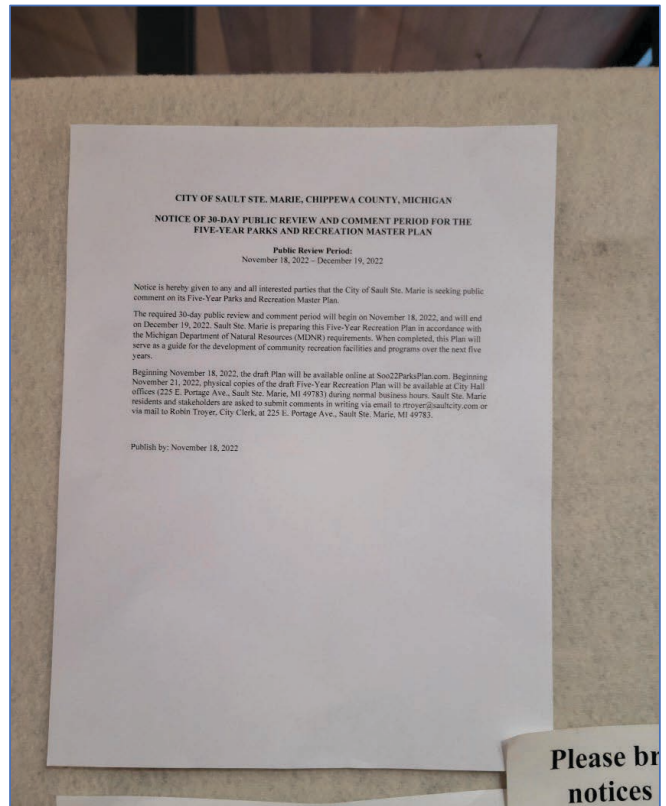 CITY OF SAULT STE. MARIE, CHIPPEWA COUNTY, MICHIGAN
NOTICE OF 30-DAY PUBLIC REVIEW AND COMMENT PERIOD FOR THE
FIVE-YEAR PARKS AND RECREATION MASTER PLAN
Public Review Period:
November 18, 2022 – December 19, 2022
Notice is hereby given to any and all interested parties that the City of Sault Ste. Marie is seeking public
comment on its Five-Year Parks and Recreation Master Plan.
The required 30-day public review and comment period will begin on November 18, 2022, and will end
on December 19, 2022. Sault Ste. Marie is preparing this Five-Year Recreation Plan in accordance with
the Michigan Department of Natural Resources (MDNR) requirements. When completed, this Plan will
serve as a guide for the development of community recreation facilities and programs over the next five
years.
Beginning November 18, 2022, the draft Plan will be available online at Soo22ParksPlan.com. Beginning
November 21, 2022, physical copies of the draft Five-Year Recreation Plan will be available at City Hall
offices (225 E. Portage Ave., Sault Ste. Marie, MI 49783) during normal business hours. Sault Ste. Marie
residents and stakeholders are asked to submit comments in writing via email to rtroyer@saultcity.com or
via mail to Robin Troyer, City Clerk, at 225 E. Portage Ave., Sault Ste. Marie, MI 49783.
Publish by: November 18, 2022
Please br
notices